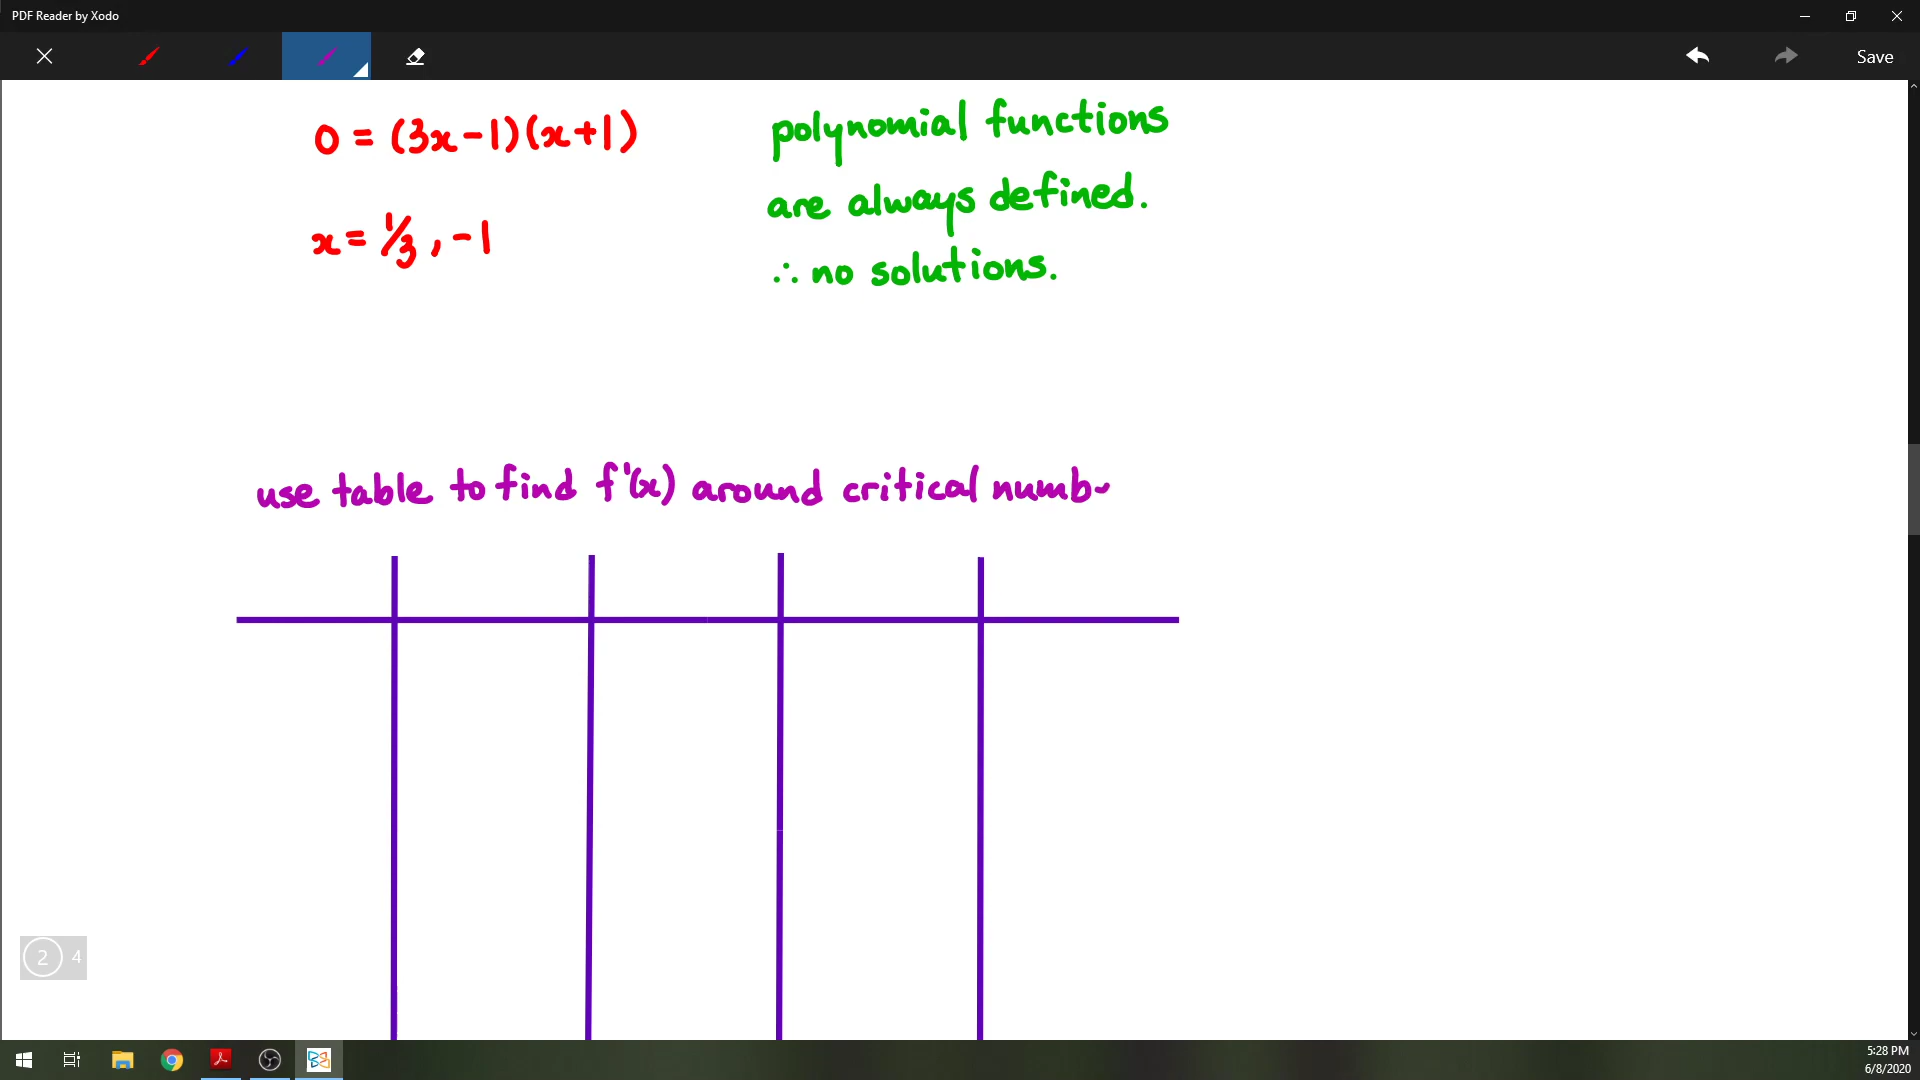 PDF Reader by Xodo
Save
0 = (3x-1)(x+1)
x = 1/3, -1
polynomial functions
are always defined.
∴ no solutions.
use table to find f'(x) around critical numb
2 4
5:28 PM
6/8/2020